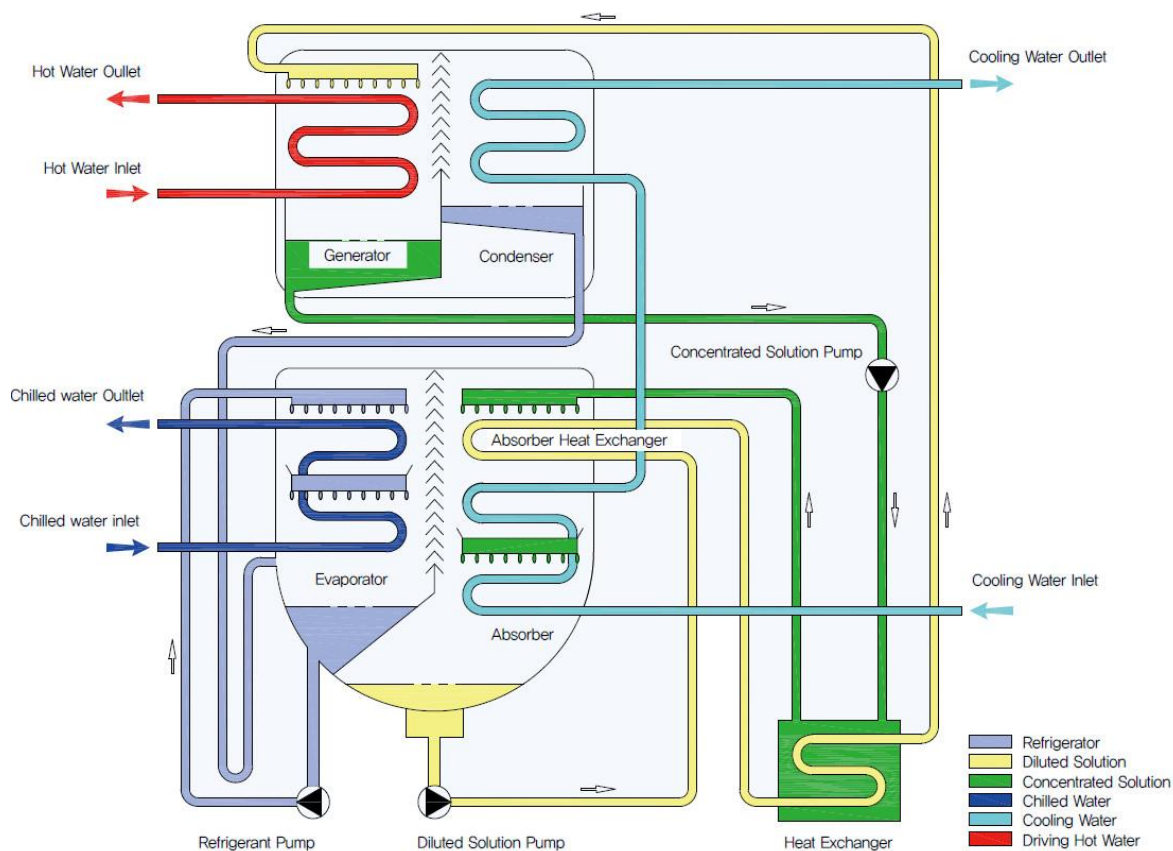 Hot Water Oullet
Cooling Water Outlet
Hot Water Inlet
Generator
Condenser
Concentrated Solution Pump
Chilled water Oultlet
Absorber Heat Exchanger
Chilled water inlet
Evaporator
Cooling Water Inlet
Absorber
Refrigerator
Diluted Solution
Concentrated Solution
Chilled Water
Cooling Water
Driving Hot Water
Refrigerant Pump
Diluted Solution Pump
Heat Exchanger